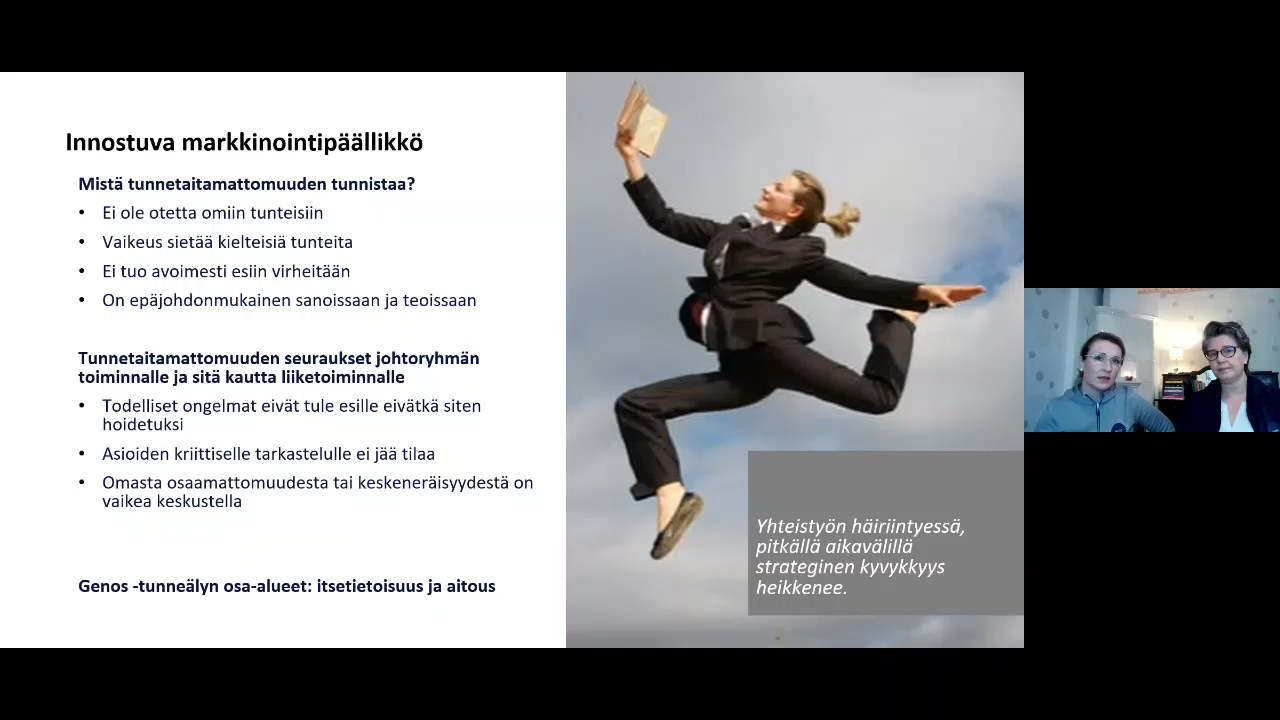 Innostuva markkinointipäällikkö
Mistä tunnetaitamattomuuden tunnistaa?
• Ei ole otetta omiin tunteisiin
• Vaikeus sietää kielteisiä tunteita
• Ei tuo avoimesti esiin virheitään
• On epäjohdonmukainen sanoissaan ja teoissaan
Tunnetaitamattomuuden seuraukset johtoryhmän
toiminnalle ja sitä kautta liiketoiminnalle
• Todelliset ongelmat eivät tule esille eivätkä siten
hoidetuksi
• Asioiden kriittiselle tarkastelulle ei jää tilaa
• Omasta osaamattomuudesta tai keskeneräisyydestä on
vaikea keskustella
Genos -tunneälyn osa-alueet: itsetietoisuus ja aitous
Yhteistyön häiriintyessä,
pitkällä aikavälillä
strateginen kyvykkyys
heikkenee.